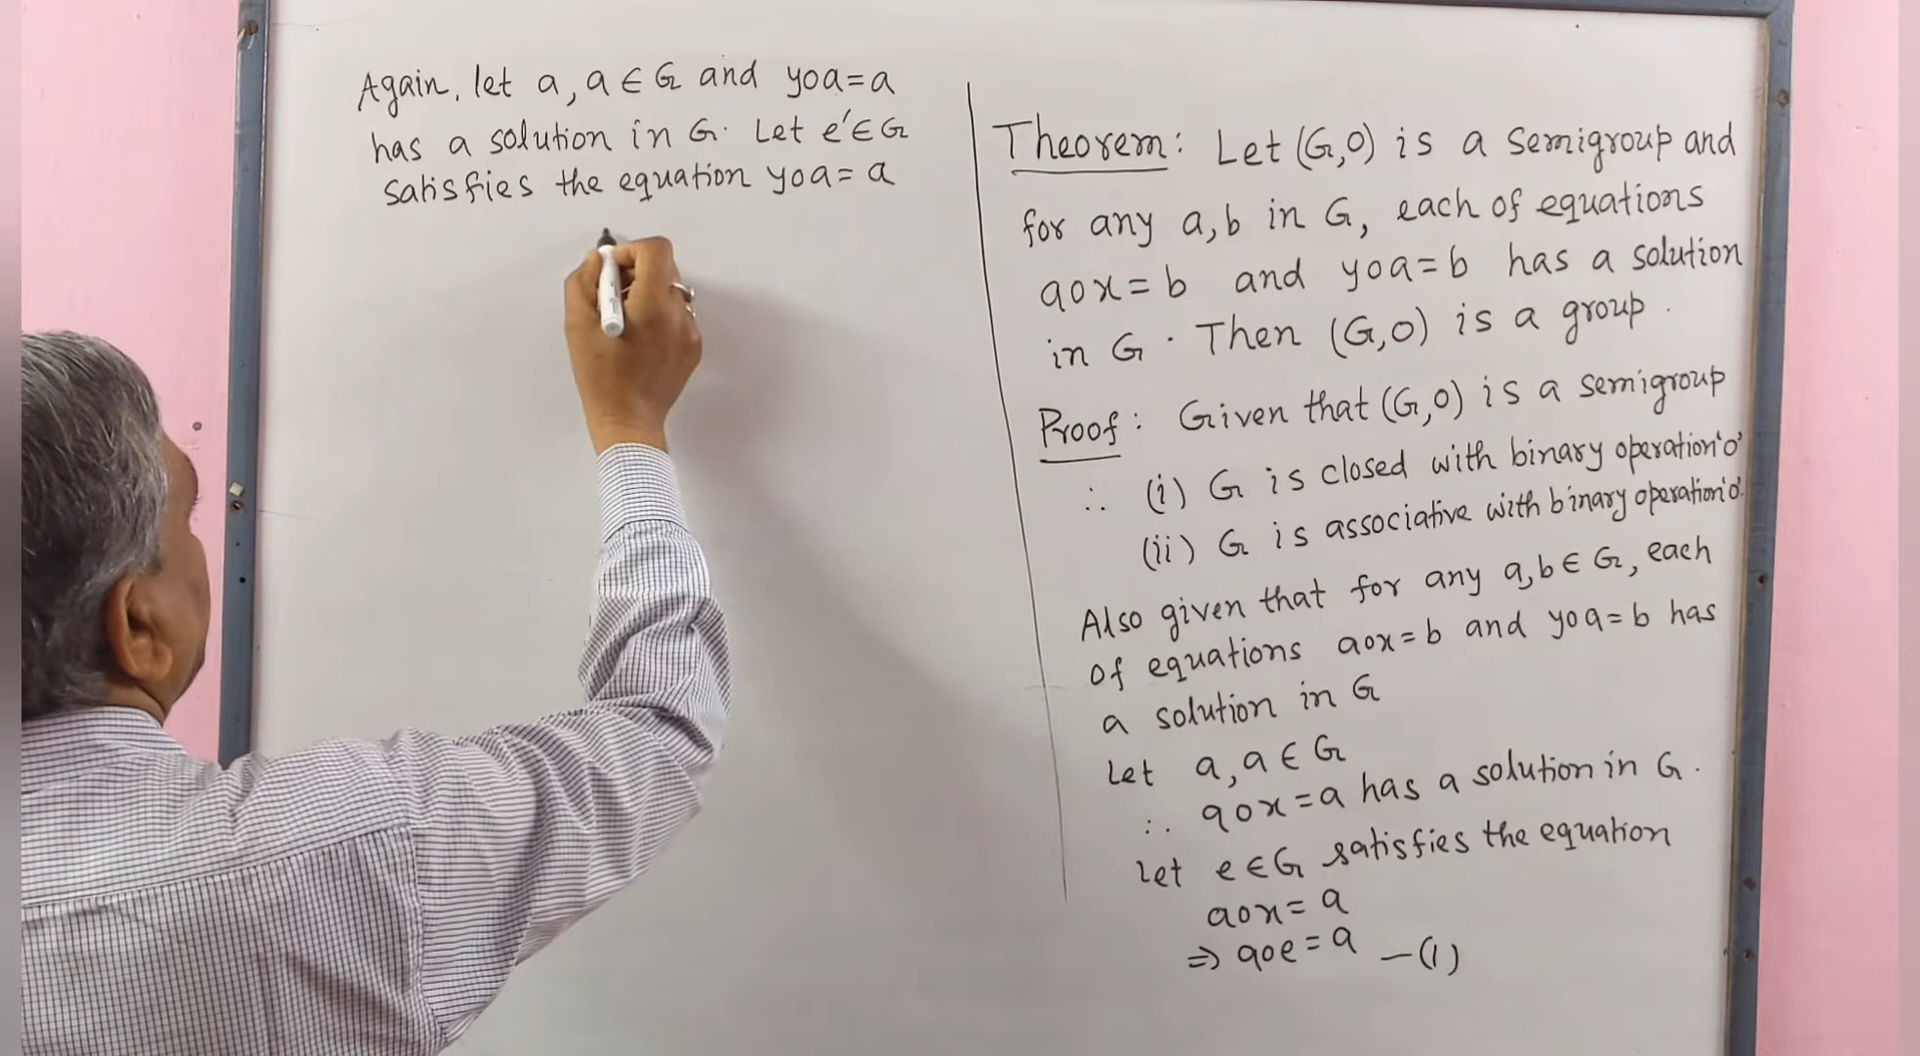 Again, let a, a ∈ G and yoa=a
has a solution in G. Let e'∈G
satisfies the equation yoa=a
Theorem: Let (G,o) is a semigroup and
for any a,b in G, each of equations
aox=b and yoa=b has a solution
in G. Then (G,o) is a group.
Proof: Given that (G,o) is a semigroup
∴ (i) G is closed with binary operation 'o'
(ii) G is associative with binary operation 'o'.
Also given that for any a,b∈G, each
of equations aox=b and yoa=b has
a solution in G
Let a,a∈G
∴ aox=a has a solution in G.
Let e∈G satisfies the equation
aox=a
⇒ aoe=a —(1)